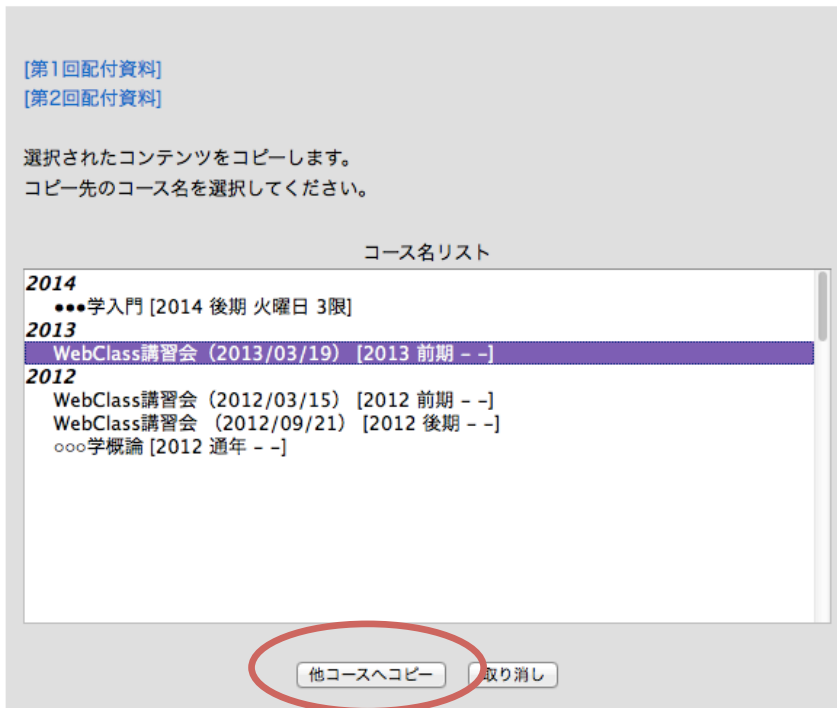 [第1回配付資料]
[第2回配付資料]
選択されたコンテンツをコピーします。
コピー先のコース名を選択してください。
コース名リスト
2014
●●●学入門 [2014 後期 火曜日 3限]
2013
WebClass講習会（2013/03/19） [2013 前期 - -]
2012
WebClass講習会（2012/03/15） [2012 前期 - -]
WebClass講習会 （2012/09/21） [2012 後期 - -]
○○○学概論 [2012 通年 - -]
他コースへコピー 取り消し